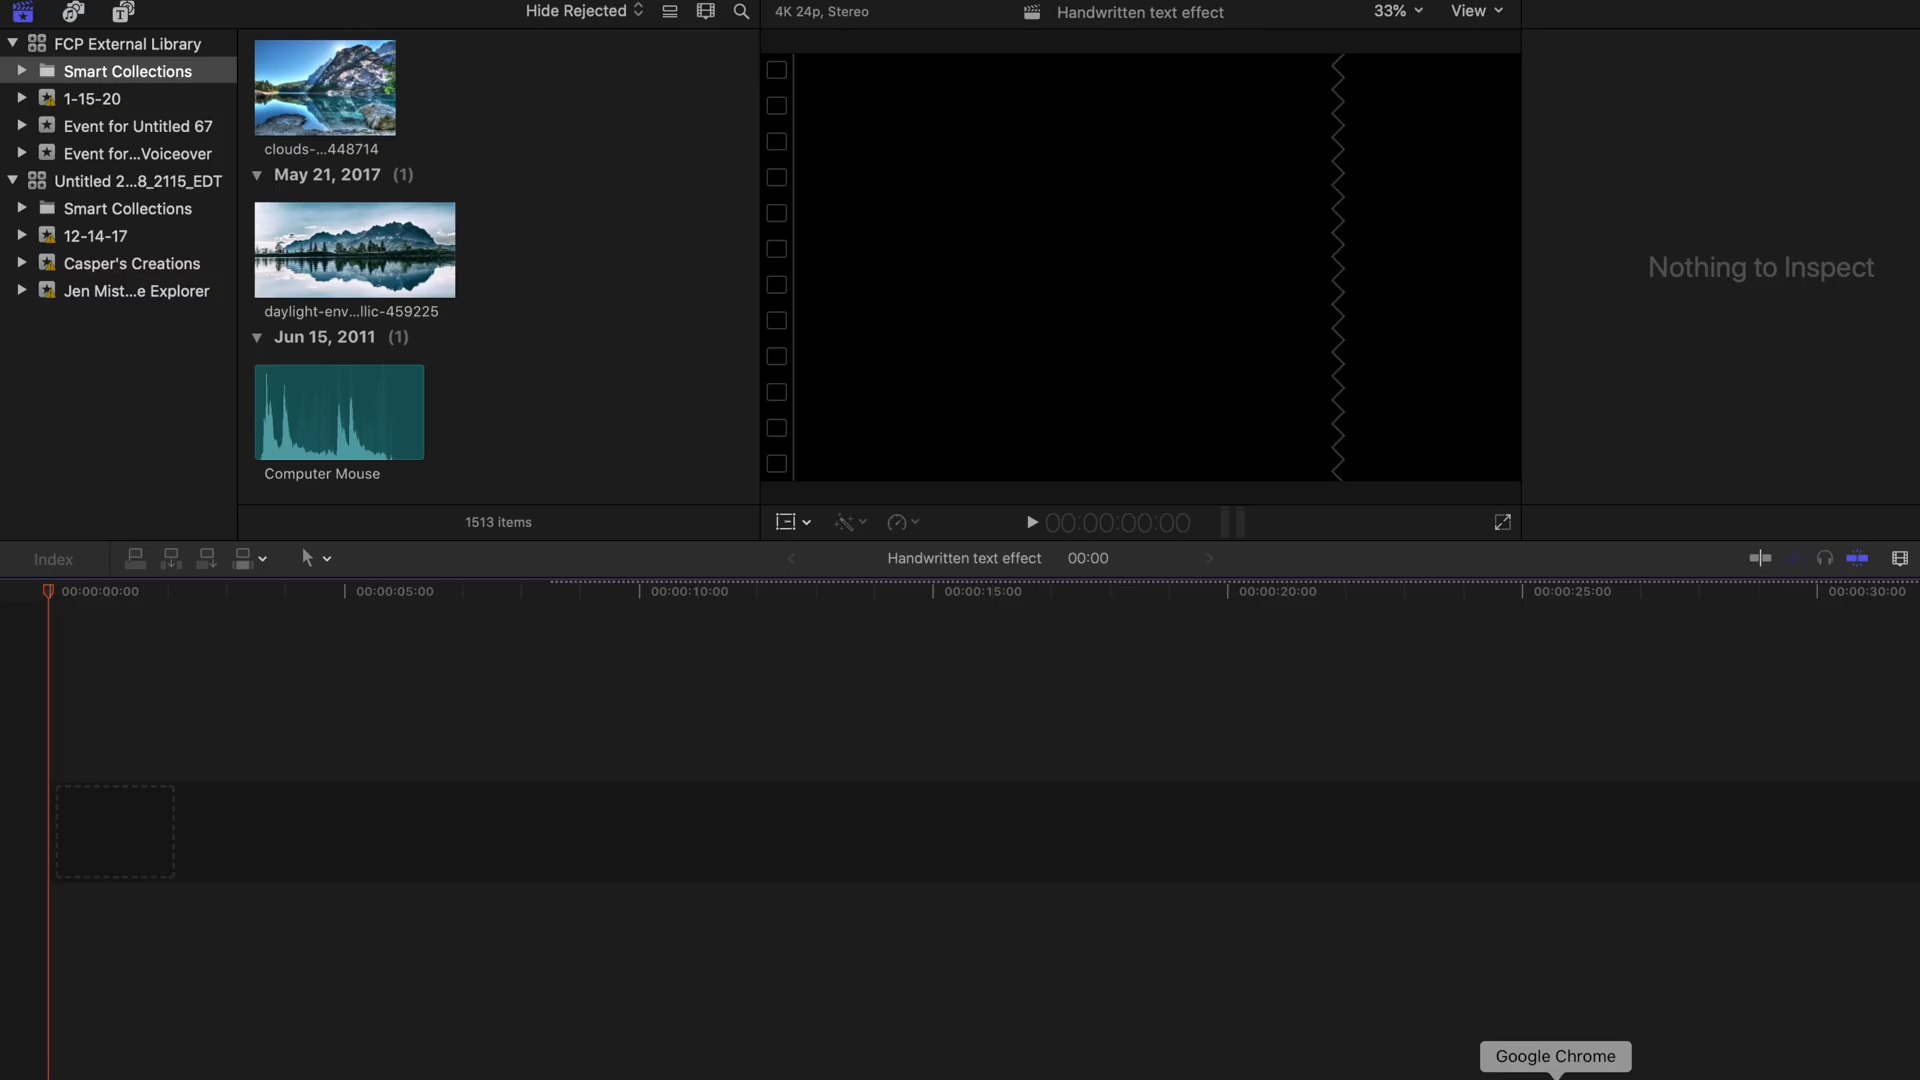 Hide Rejected
4K 24p, Stereo
Handwritten text effect
33%
View
FCP External Library
Smart Collections
1-15-20
Event for Untitled 67
Event for...Voiceover
Untitled 2...8_2115_EDT
Smart Collections
12-14-17
Casper's Creations
Jen Mist...e Explorer
clouds-...448714
May 21, 2017 (1)
daylight-env...llic-459225
Jun 15, 2011 (1)
Computer Mouse
1513 items
Nothing to Inspect
00:00:00:00
Index
Handwritten text effect 00:00
00:00:00:00
00:00:05:00
00:00:10:00
00:00:15:00
00:00:20:00
00:00:25:00
00:00:30:00
Google Chrome